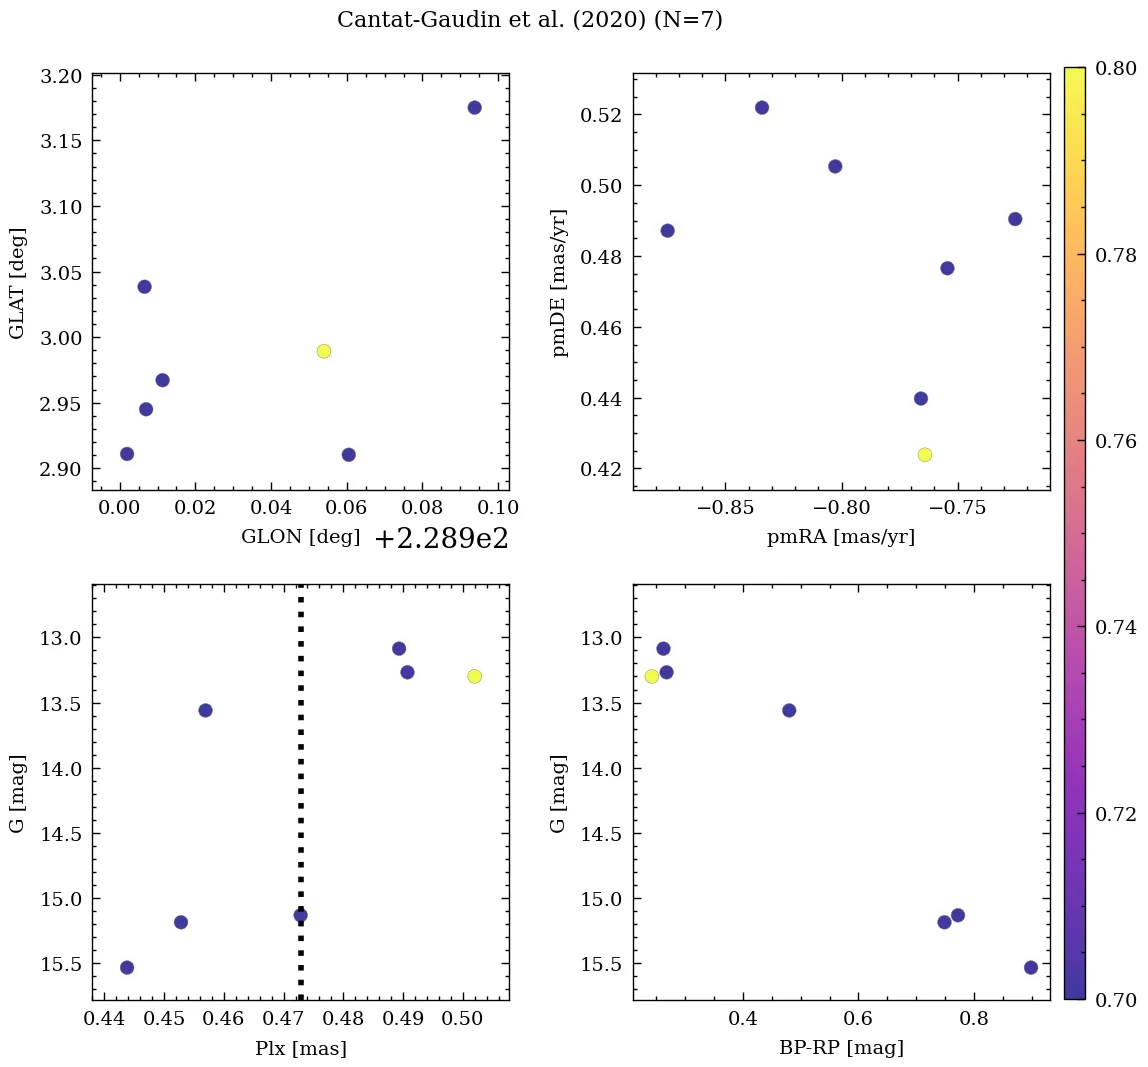 Cantat-Gaudin et al. (2020) (N=7)
3.20
3.15
3.10
3.05
3.00
2.95
2.90
GLAT [deg]
0.00 0.02 0.04 0.06 0.08 0.10
GLON [deg]
+2.289e2
0.52
0.50
0.48
0.46
0.44
0.42
pmDE [mas/yr]
−0.85 −0.80 −0.75
pmRA [mas/yr]
13.0
13.5
14.0
14.5
15.0
15.5
G [mag]
0.44 0.45 0.46 0.47 0.48 0.49 0.50
Plx [mas]
13.0
13.5
14.0
14.5
15.0
15.5
G [mag]
0.4 0.6 0.8
BP-RP [mag]
0.80
0.78
0.76
0.74
0.72
0.70